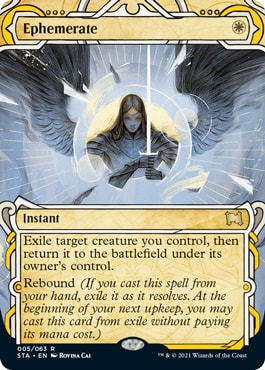 Ephemerate
Instant
Exile target creature you control, then
return it to the battlefield under its
owner's control.
Rebound (If you cast this spell from
your hand, exile it as it resolves. At the
beginning of your next upkeep, you may
cast this card from exile without paying
its mana cost.)
005/063 R
STA • EN Rovina Cai
™ & © 2021 Wizards of the Coast